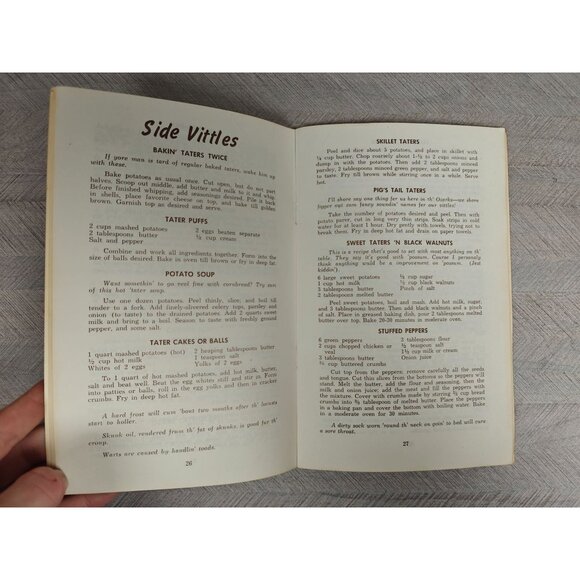 Side Vittles
BAKIN' TATERS TWICE
If yore man is tard of regular baked taters, wake him up
with these.
Bake potatoes as usual once. Cut open, but do not part
halves. Scoop out middle, add butter and milk to it and whip.
Before finished whipping, add seasoning desired. Pile it back
in shells, place favorite cheese on top, and bake till golden
brown. Garnish top as desired and serve.
TATER PUFFS
2 cups mashed potatoes 2 eggs beaten separate
2 tablespoons butter ¼ cup cream
Salt and pepper
Combine and work all ingredients together. Form into the
size of balls desired. Bake in oven till brown or fry in deep fat.
POTATO SOUP
Want somethin' to go reel free with cornbread? Try sum
of this hot 'tater soup.
Use one dozen potatoes. Peel thinly, slice, and boil till
tender to a fork. Add finely-slivered celery tops, parsley and
onion (to taste) to the drained potatoes. Add 2 quarts sweet
milk and bring to boil. Season to taste with freshly ground
pepper, and some salt.
TATER CAKES OR BALLS
1 quart mashed potatoes (hot) 2 heaping tablespoons butter
½ cup hot milk 1 teaspoon salt
Whites of 2 eggs Yolks of 2 eggs
To 1 quart of hot mashed potatoes, add hot milk, butter,
salt and beat well. Beat the egg whites stiff and stir in. Form
into patties or balls, roll in the egg yolks and then in cracker
crumbs. Fry in deep hot fat.
A hard frost will cum 'bout two months after th' locusts
start to holler.
Skunk oil, rendered from th' fat of skunks, is good fur th'
croup.
Warts are caused by handlin' toads.
26
SKILLET TATERS
Peel and dice about 5 potatoes, and place in skillet with
¼ cup butter. Chop coarsely about 1-½ to 2 cups onions and
dump in with the potatoes. Then add 2 tablespoons minced
parsley, 2 tablespoons minced green pepper, and salt and pepper
to taste. Fry till brown while stirring once in a while. Serve
hot.
PIG'S TAIL TATERS
I'll shore say one thing fur us here in th' Ozarks—we shore
figger out sum fancy soundin' names fer our vittles!
Take the number of potatoes desired and peel. Then with
potato parer, cut in long very thin strips. Soak strips in cold
water for at least 1 hour. Dry gently with towels, trying not to
break them. Fry in deep hot fat and drain on paper towels.
SWEET TATERS 'N BLACK WALNUTS
This is a recipe thet's good enough to set most anything on th'
table. They say it's good with 'possum. Course I personally
think anything would be a improvement on 'possum. (Jest
kiddin')
6 large sweet potatoes ½ cup sugar
1 cup hot milk ½ cup black walnuts
3 tablespoons butter Pinch of salt
2 tablespoons melted butter
Peel sweet potatoes, boil and mash. Add hot milk, sugar,
and 3 tablespoons butter. Then add black walnuts and a pinch
of salt. Place in greased baking dish, pour 2 tablespoons melted
butter over top. Bake 20-30 minutes in moderate oven.
STUFFED PEPPERS
6 green peppers 2 tablespoons flour
2 cups chopped chicken or ½ teaspoon salt
veal 1½ cup milk or cream
3 tablespoons butter Onion juice
¾ cup buttered crumbs
Cut top from the peppers: remove carefully all the seeds
and tongue. Cut thin slices from the bottom so peppers will
stand. Melt the butter, add the flour and seasoning, then the
milk and onion juice; add the meat and fill the peppers with
the mixture. Cover with crumbs made by stirring ½ cup bread
crumbs into ⅔ tablespoon of melted butter. Place the peppers
in a baking pan and cover the bottom with boiling water. Bake
in a moderate oven for 30 minutes.
A dirty sock worn 'round th' neck on goin' to bed will cure
a sore throat.
27